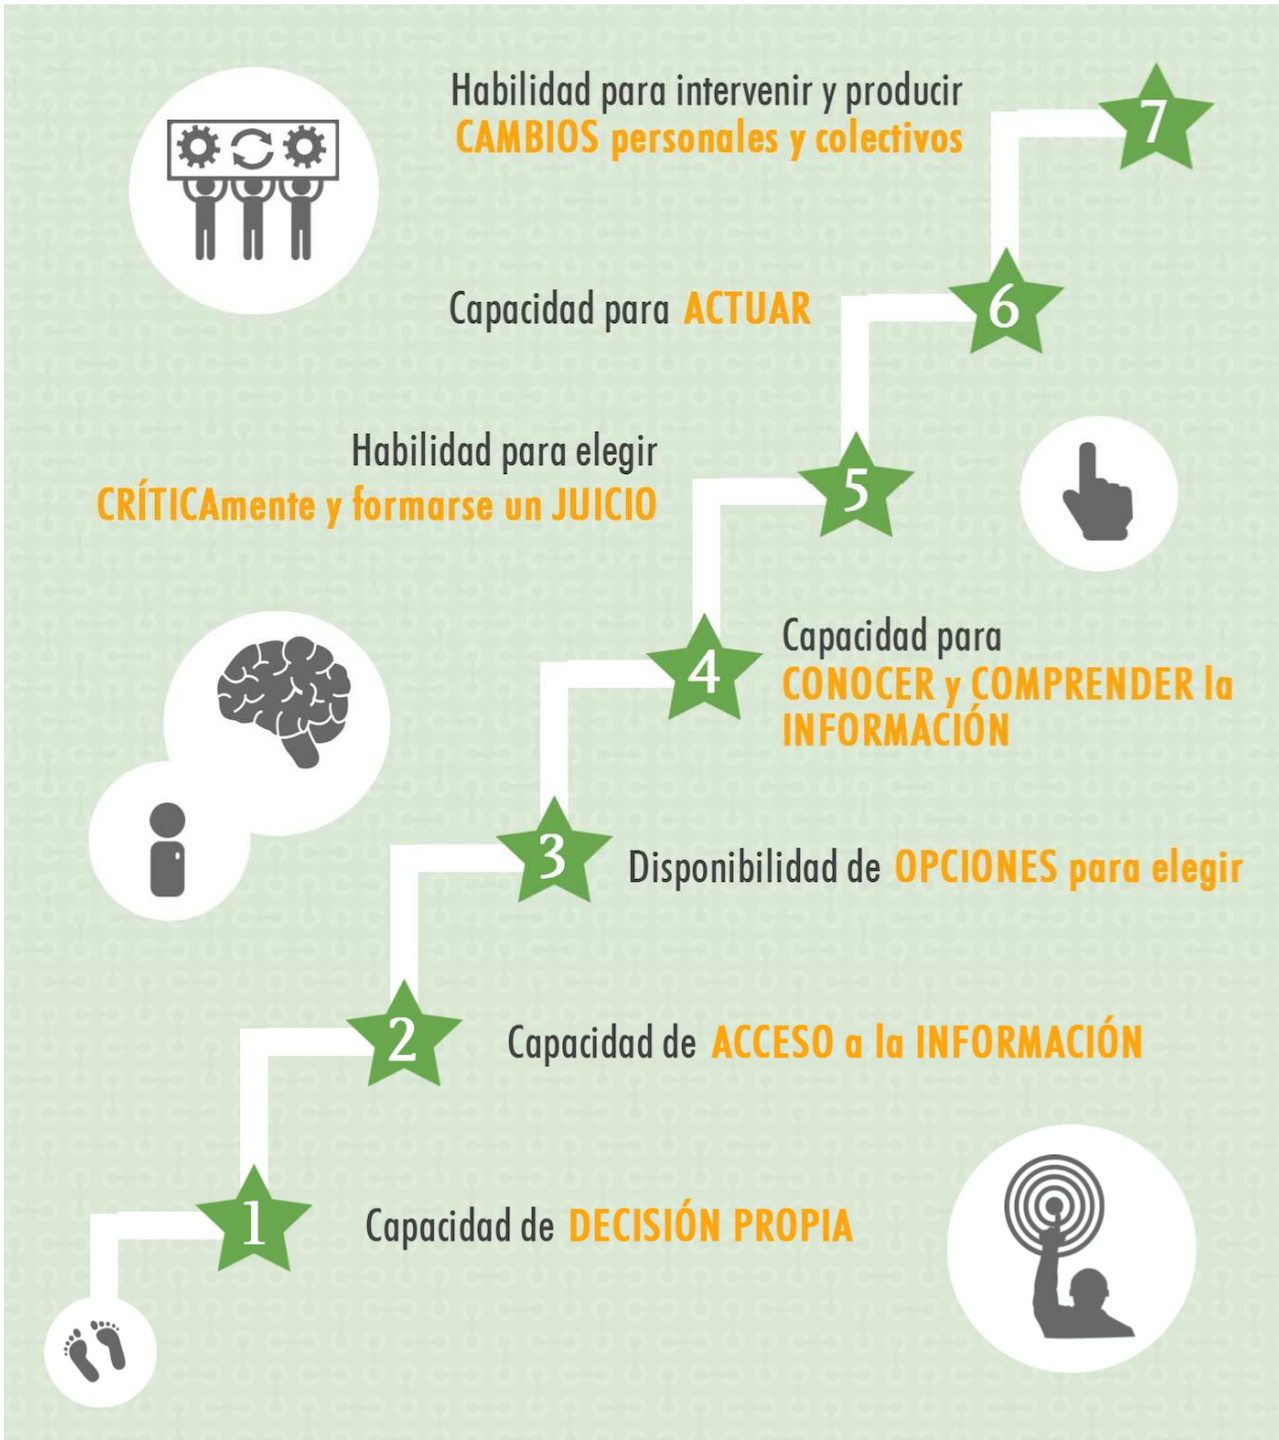 Habilidad para intervenir y producir
CAMBIOS personales y colectivos
7
Capacidad para ACTUAR
6
Habilidad para elegir
CRÍTICAmente y formarse un JUICIO
5
4
Capacidad para
CONOCER y COMPRENDER la
INFORMACIÓN
3
Disponibilidad de OPCIONES para elegir
2
Capacidad de ACCESO a la INFORMACIÓN
1
Capacidad de DECISIÓN PROPIA